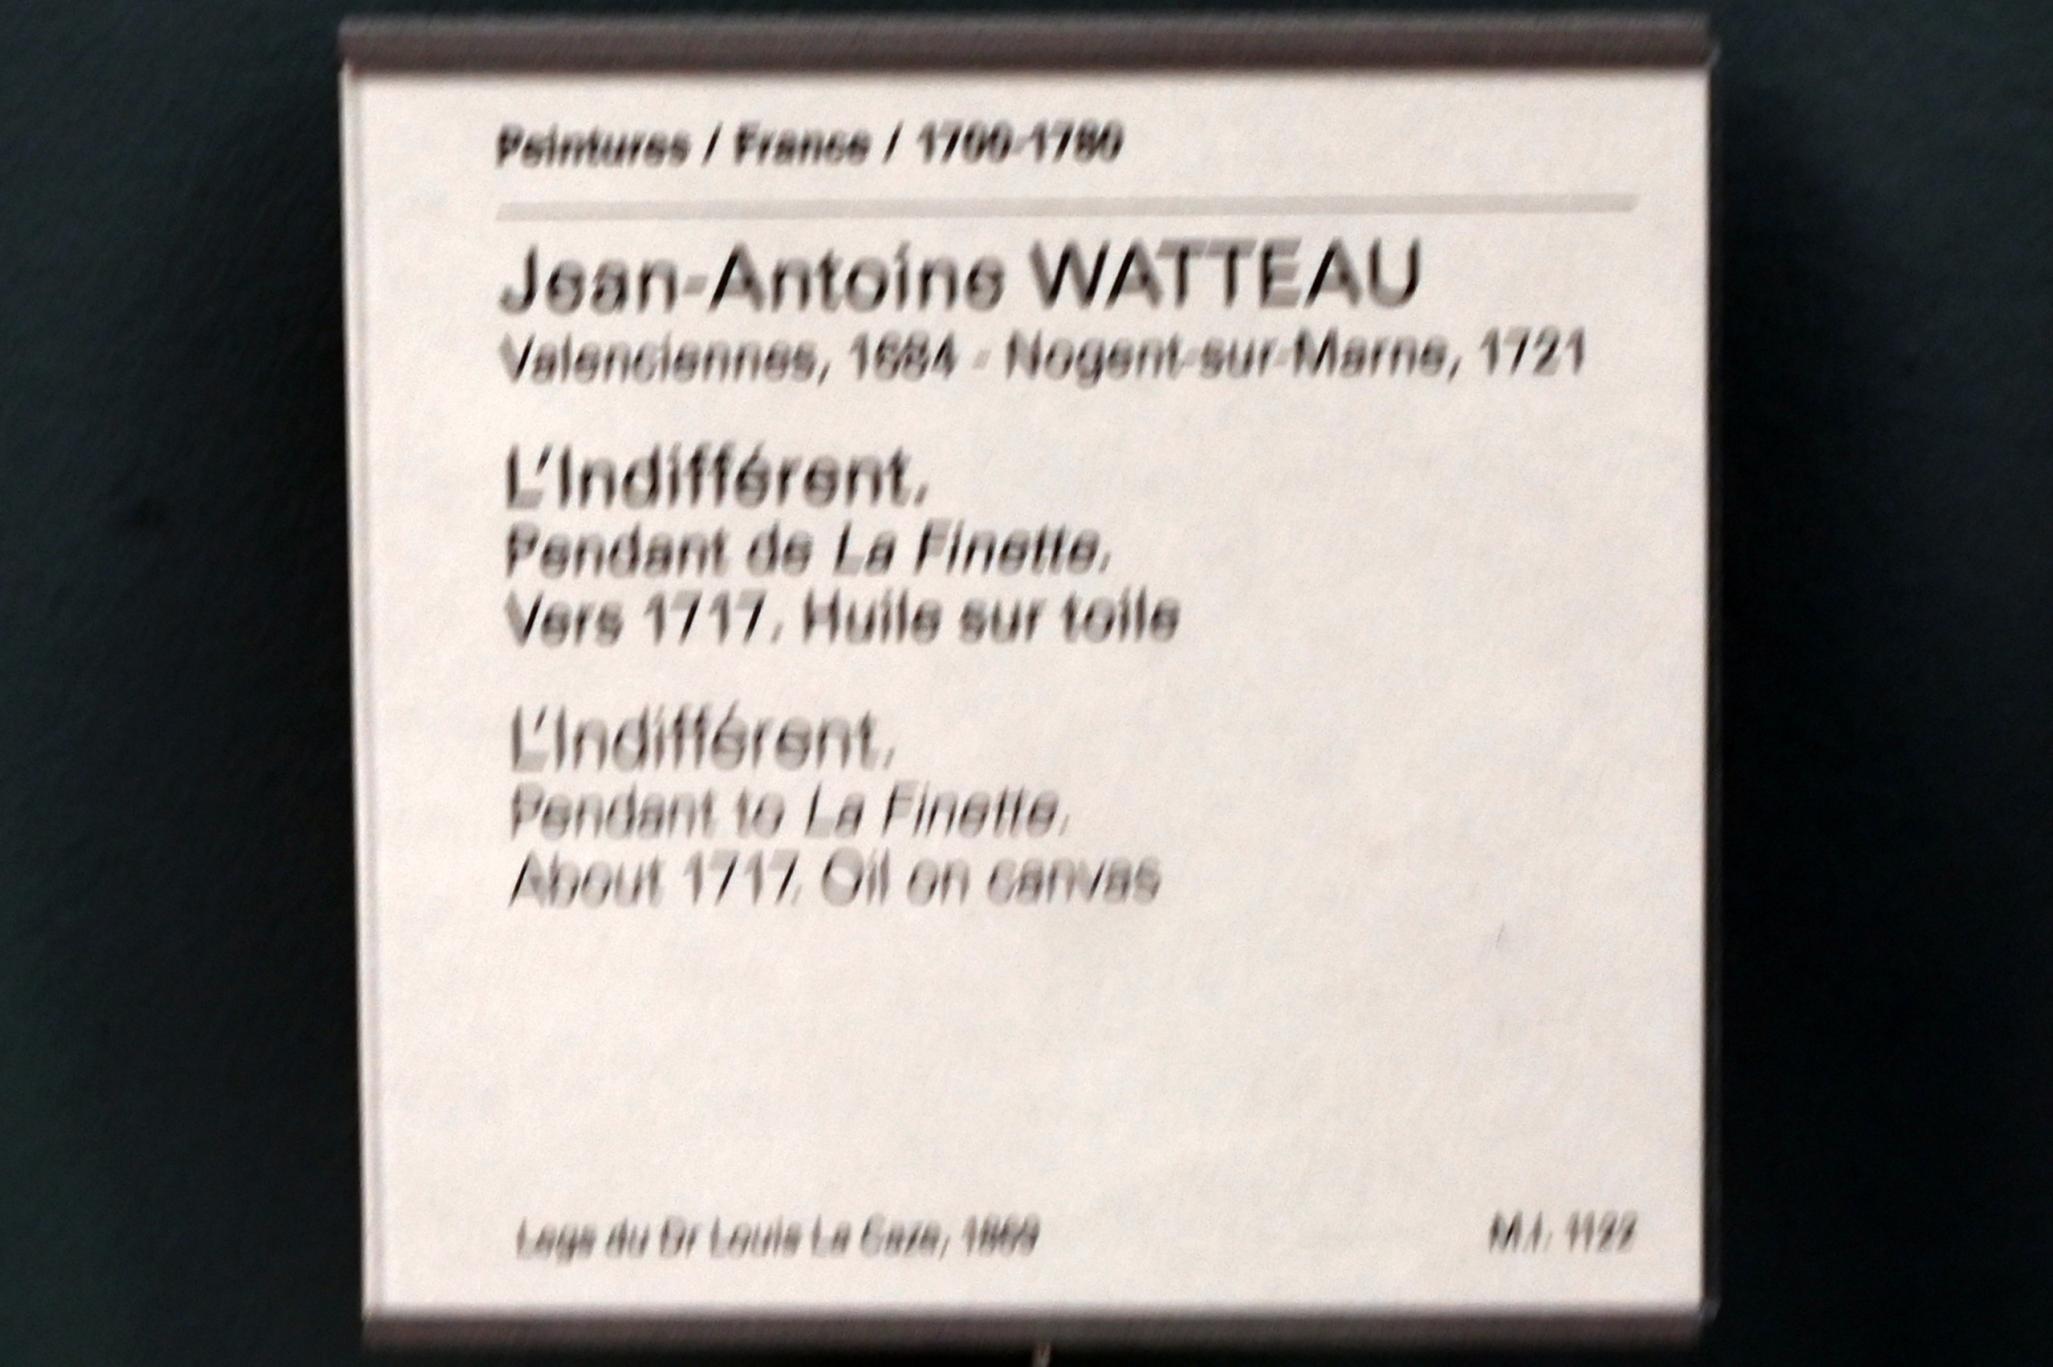 Peintures / France / 1700-1780
Jean-Antoine WATTEAU
Valenciennes, 1684 - Nogent-sur-Marne, 1721
L'Indifférent.
Pendant de La Finette.
Vers 1717. Huile sur toile
L'Indifférent.
Pendant to La Finette.
About 1717. Oil on canvas
Legs du Dr Louis La Caze, 1869
M.I. 1122